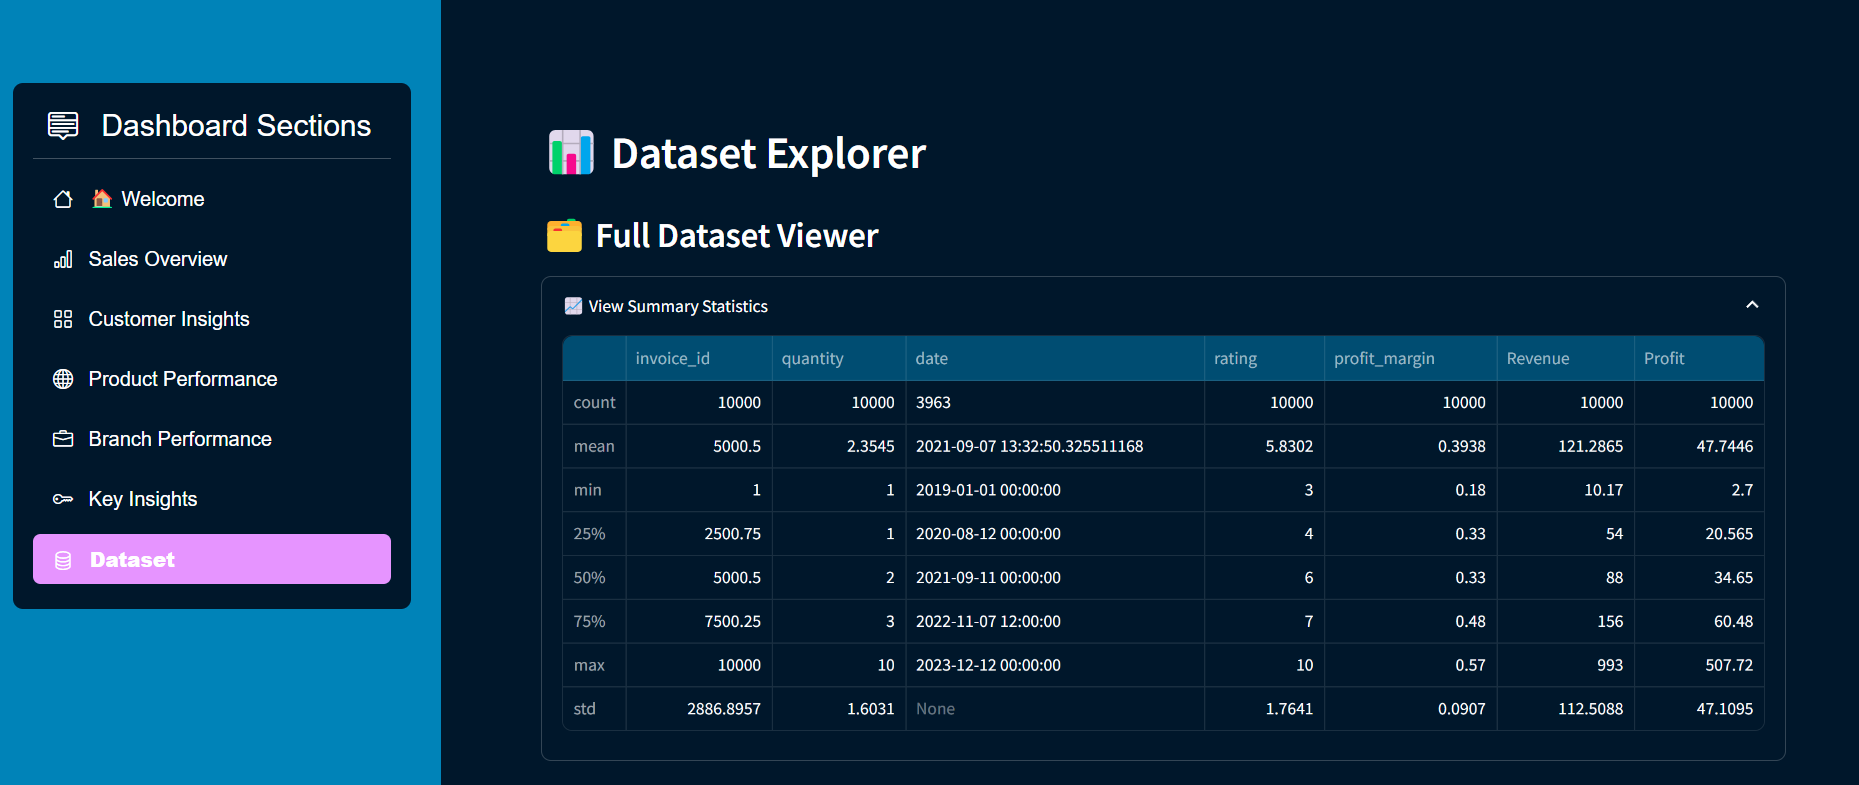 Dashboard Sections
Welcome
Sales Overview
Customer Insights
Product Performance
Branch Performance
Key Insights
Dataset
Dataset Explorer
Full Dataset Viewer
View Summary Statistics
invoice_id quantity date rating profit_margin Revenue Profit
count 10000 10000 3963 10000 10000 10000 10000
mean 5000.5 2.3545 2021-09-07 13:32:50.325511168 5.8302 0.3938 121.2865 47.7446
min 1 1 2019-01-01 00:00:00 3 0.18 10.17 2.7
25% 2500.75 1 2020-08-12 00:00:00 4 0.33 54 20.565
50% 5000.5 2 2021-09-11 00:00:00 6 0.33 88 34.65
75% 7500.25 3 2022-11-07 12:00:00 7 0.48 156 60.48
max 10000 10 2023-12-12 00:00:00 10 0.57 993 507.72
std 2886.8957 1.6031 None 1.7641 0.0907 112.5088 47.1095